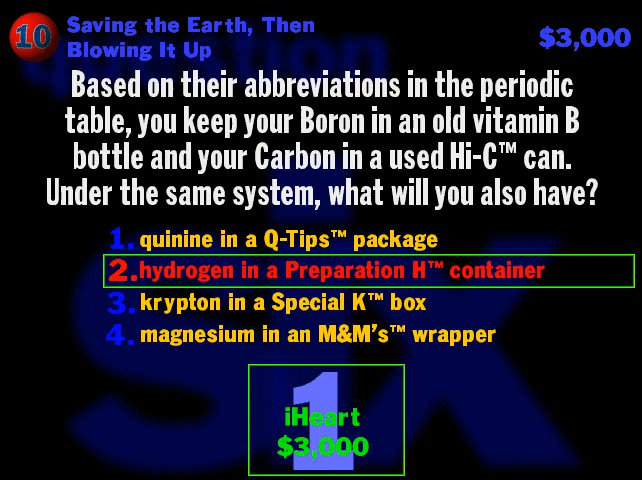 10
Saving the Earth, Then
Blowing It Up
$3,000
Based on their abbreviations in the periodic
table, you keep your Boron in an old vitamin B
bottle and your Carbon in a used Hi-C™ can.
Under the same system, what will you also have?
1. quinine in a Q-Tips™ package
2. hydrogen in a Preparation H™ container
3. krypton in a Special K™ box
4. magnesium in an M&M's™ wrapper
1
iHeart
$3,000
question
six